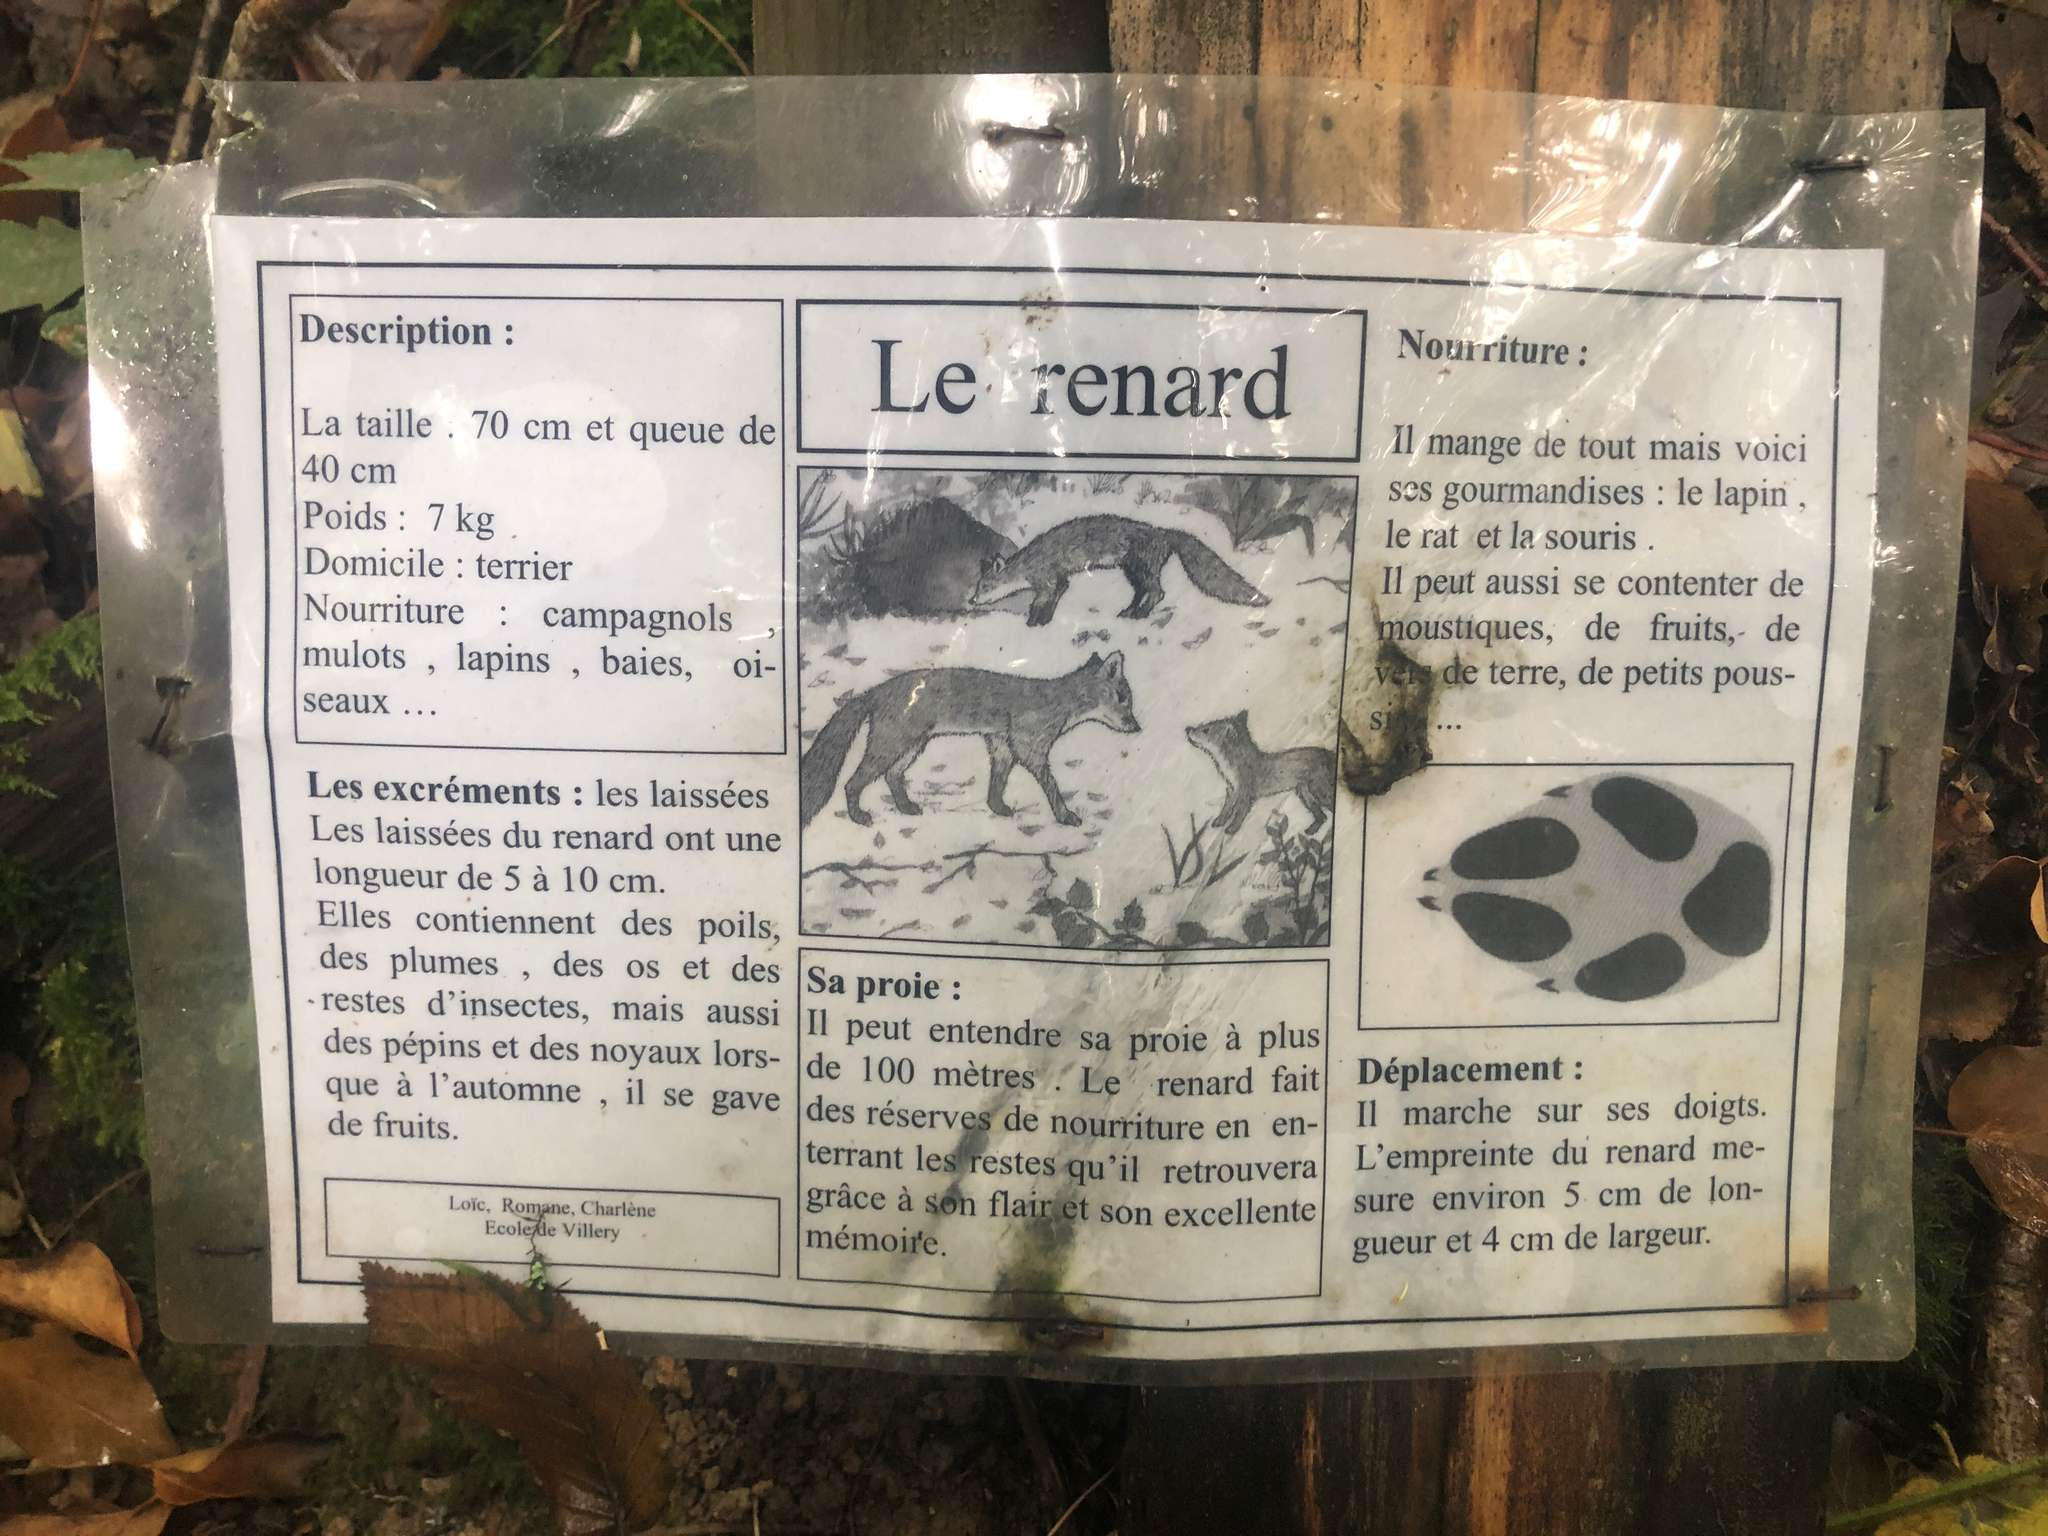 Le renard
Description :
La taille : 70 cm et queue de
40 cm
Poids : 7 kg
Domicile : terrier
Nourriture : campagnols ,
mulots , lapins , baies, oi-
seaux …
Les excréments : les laissées
Les laissées du renard ont une
longueur de 5 à 10 cm.
Elles contiennent des poils,
des plumes , des os et des
restes d'insectes, mais aussi
des pépins et des noyaux lors-
que à l'automne , il se gave
de fruits.
Loïc, Romane, Charlène
Ecole de Villery
Sa proie :
Il peut entendre sa proie à plus
de 100 mètres . Le renard fait
des réserves de nourriture en en-
terrant les restes qu'il retrouvera
grâce à son flair et son excellente
mémoire.
Nourriture :
Il mange de tout mais voici
ses gourmandises : le lapin ,
le rat et la souris .
Il peut aussi se contenter de
moustiques, de fruits, de
vers de terre, de petits pous-
...
Déplacement :
Il marche sur ses doigts.
L'empreinte du renard me-
sure environ 5 cm de lon-
gueur et 4 cm de largeur.